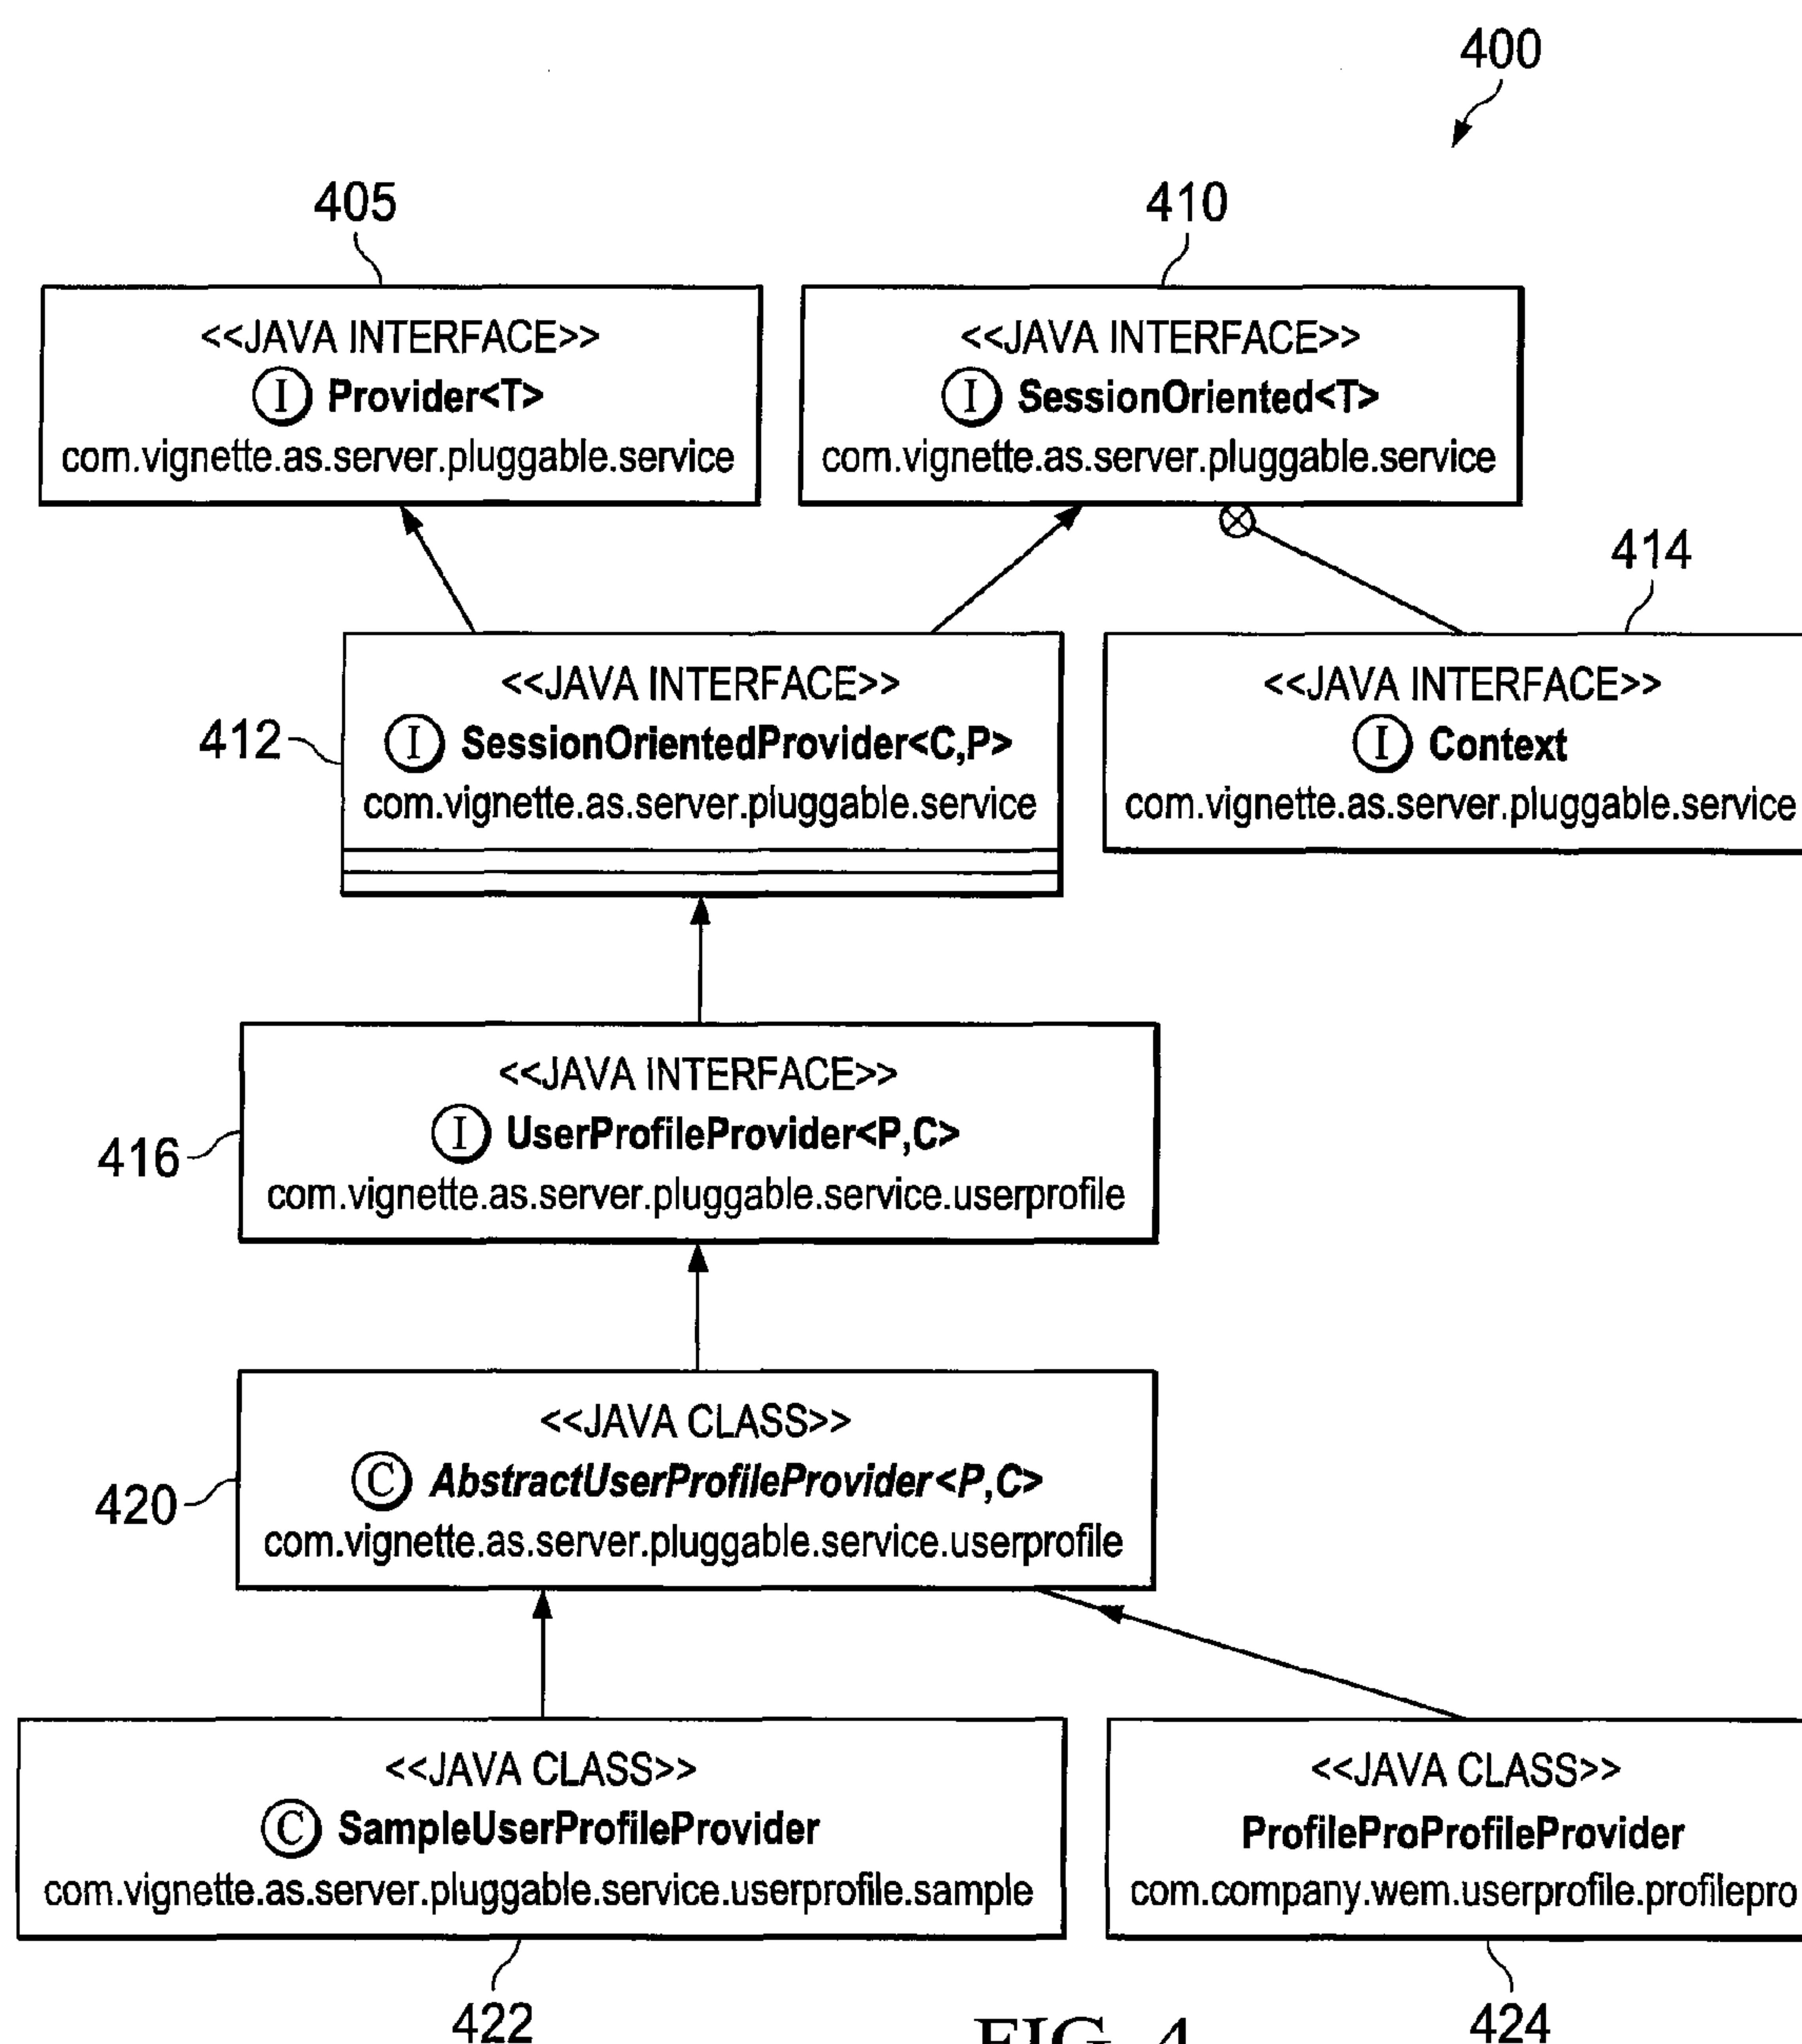 400
405
410
<<JAVA INTERFACE>>
I Provider<T>
com.vignette.as.server.pluggable.service
<<JAVA INTERFACE>>
I SessionOriented<T>
com.vignette.as.server.pluggable.service
414
412
<<JAVA INTERFACE>>
I SessionOrientedProvider<C,P>
com.vignette.as.server.pluggable.service
<<JAVA INTERFACE>>
I Context
com.vignette.as.server.pluggable.service
416
<<JAVA INTERFACE>>
I UserProfileProvider<P,C>
com.vignette.as.server.pluggable.service.userprofile
420
<<JAVA CLASS>>
C AbstractUserProfileProvider<P,C>
com.vignette.as.server.pluggable.service.userprofile
<<JAVA CLASS>>
C SampleUserProfileProvider
com.vignette.as.server.pluggable.service.userprofile.sample
<<JAVA CLASS>>
ProfileProProfileProvider
com.company.wem.userprofile.profilepro
422
424
FIG. 4